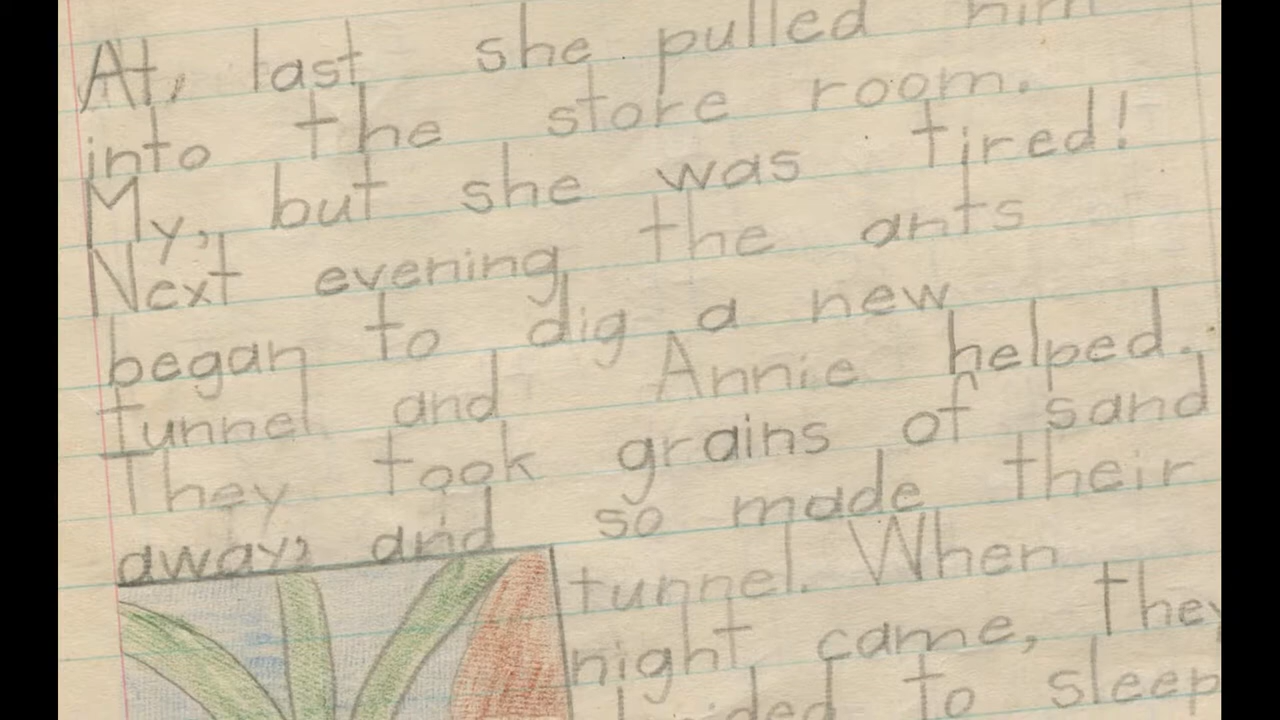 At, last she pulled him
into the store room.
My, but she was tired!
Next evening, the ants
began to dig a new
tunnel and Annie helped.
They took grains of sand
away, and so made their
tunnel. When
night, came, they
to sleep